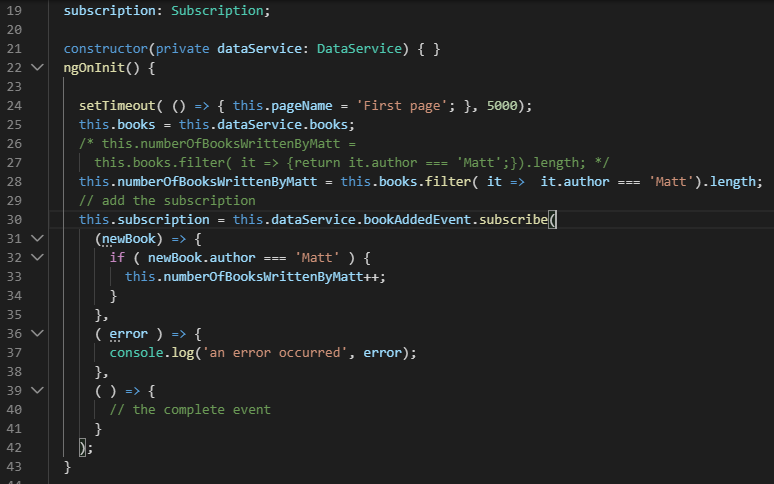 19 subscription: Subscription;
20
21 constructor(private dataService: DataService) { }
22 ngOnInit() {
23
24 setTimeout( () => { this.pageName = 'First page'; }, 5000);
25 this.books = this.dataService.books;
26 /* this.numberOfBooksWrittenByMatt =
27 this.books.filter( it => {return it.author === 'Matt';}).length; */
28 this.numberOfBooksWrittenByMatt = this.books.filter( it =>  it.author === 'Matt').length;
29 // add the subscription
30 this.subscription = this.dataService.bookAddedEvent.subscribe(
31 (newBook) => {
32 if ( newBook.author === 'Matt' ) {
33 this.numberOfBooksWrittenByMatt++;
34 }
35 },
36 ( error ) => {
37 console.log('an error occurred', error);
38 },
39 ( ) => {
40 // the complete event
41 }
42 );
43 }